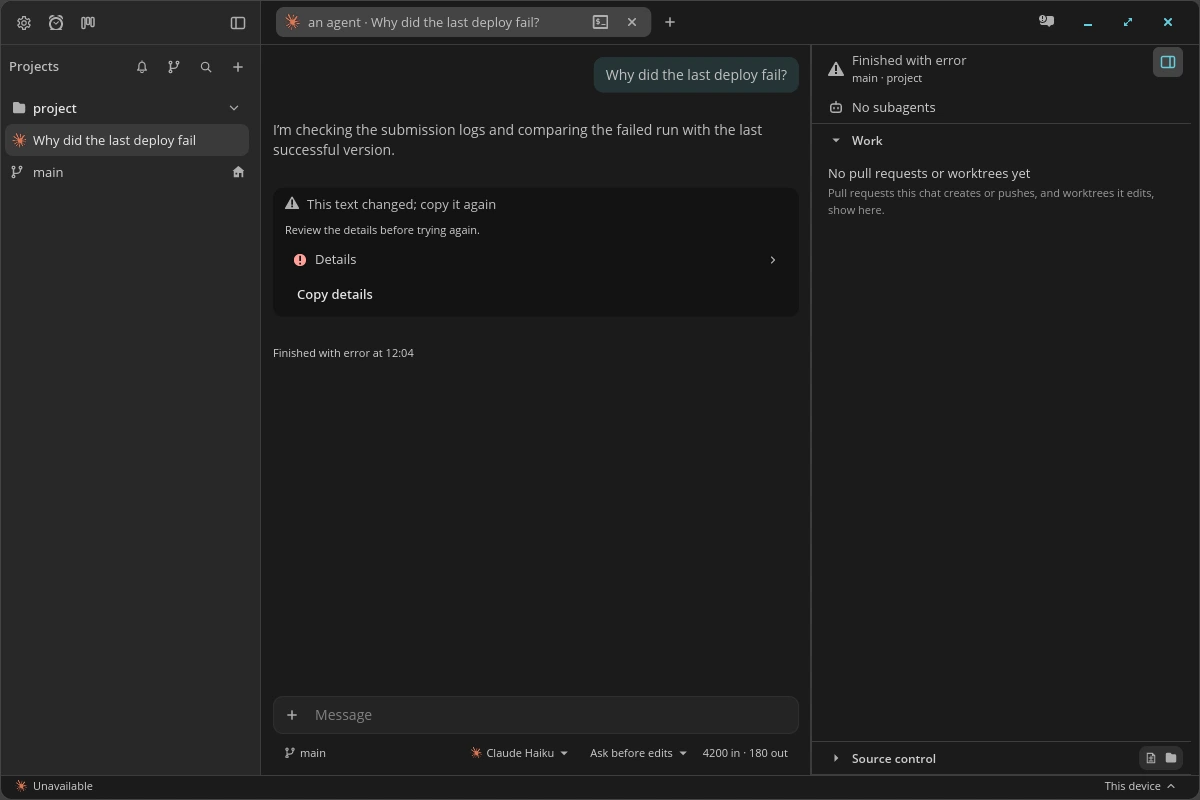 an agent · Why did the last deploy fail?
Projects
project
Why did the last deploy fail
main
Why did the last deploy fail?
I'm checking the submission logs and comparing the failed run with the last
successful version.
This text changed; copy it again
Review the details before trying again.
Details
Copy details
Finished with error at 12:04
Message
main
Claude Haiku
Ask before edits
4200 in · 180 out
Finished with error
main · project
No subagents
Work
No pull requests or worktrees yet
Pull requests this chat creates or pushes, and worktrees it edits,
show here.
Source control
Unavailable
This device